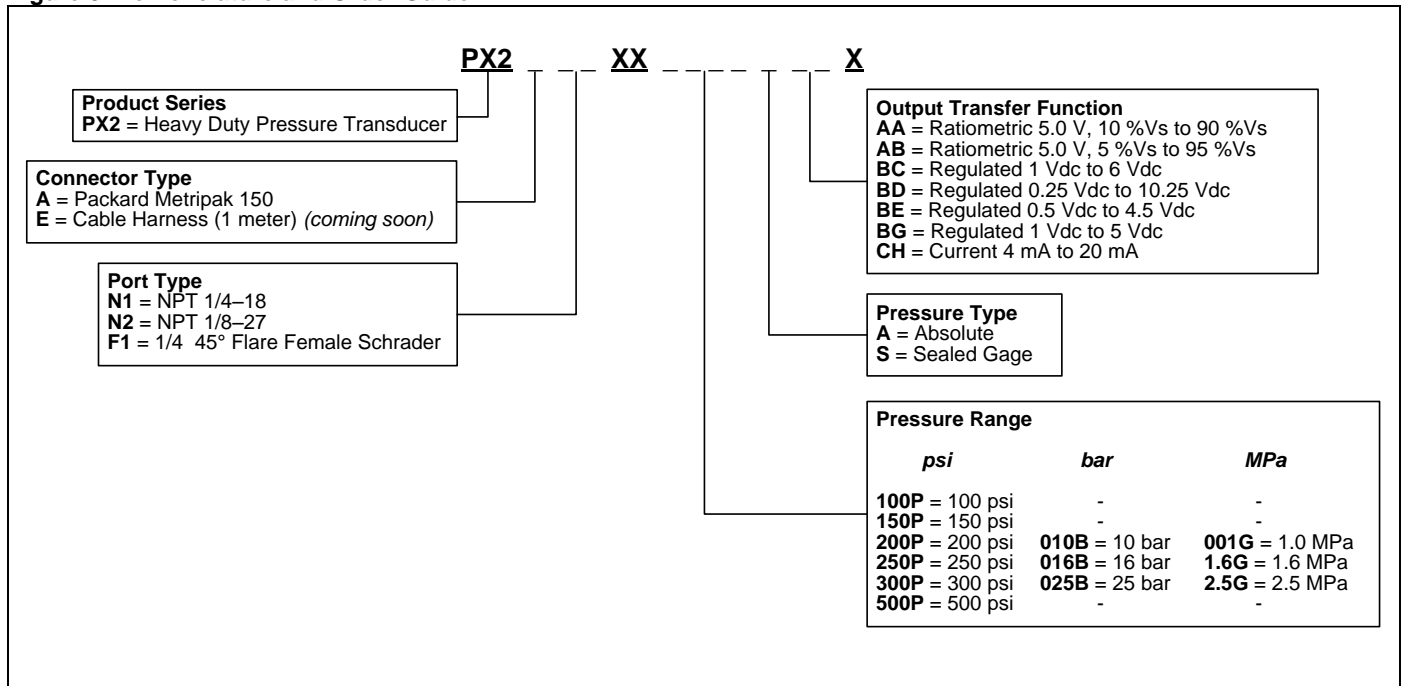 PX2 _ _ _ XX _ _ _ _ _ _ _ X
Product Series
PX2 = Heavy Duty Pressure Transducer
Connector Type
A = Packard Metripak 150
E = Cable Harness (1 meter) (coming soon)
Port Type
N1 = NPT 1/4–18
N2 = NPT 1/8–27
F1 = 1/4 45° Flare Female Schrader
Output Transfer Function
AA = Ratiometric 5.0 V, 10 %Vs to 90 %Vs
AB = Ratiometric 5.0 V, 5 %Vs to 95 %Vs
BC = Regulated 1 Vdc to 6 Vdc
BD = Regulated 0.25 Vdc to 10.25 Vdc
BE = Regulated 0.5 Vdc to 4.5 Vdc
BG = Regulated 1 Vdc to 5 Vdc
CH = Current 4 mA to 20 mA
Pressure Type
A = Absolute
S = Sealed Gage
Pressure Range
psi bar MPa
100P = 100 psi - -
150P = 150 psi - -
200P = 200 psi 010B = 10 bar 001G = 1.0 MPa
250P = 250 psi 016B = 16 bar 1.6G = 1.6 MPa
300P = 300 psi 025B = 25 bar 2.5G = 2.5 MPa
500P = 500 psi - -